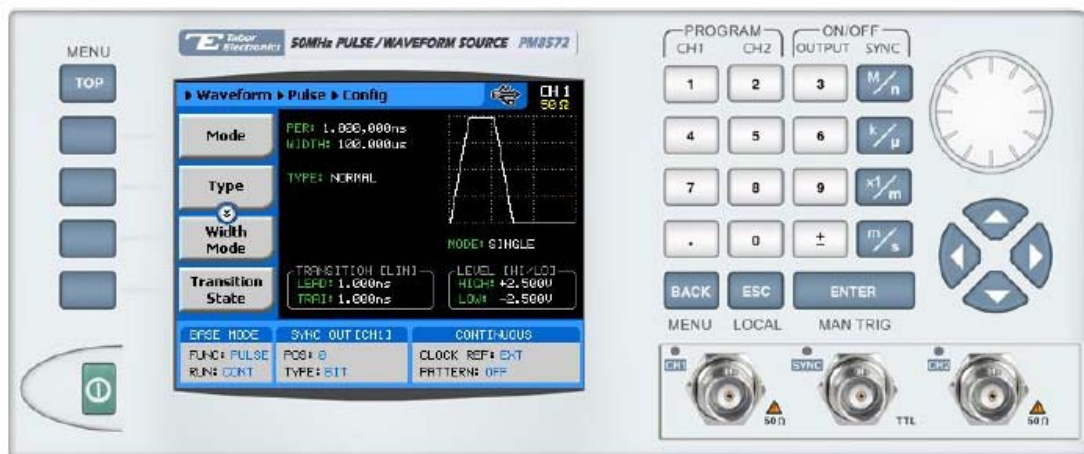 MENU
TOP
Tabor Electronics
50MHz PULSE/WAVEFORM SOURCE PM8572
Waveform Pulse Config
CH 1
50 Ω
Mode
Type
Width
Mode
Transition
State
PER: 1.000,000ns
WIDTH: 100.000us
TYPE: NORMAL
MODE: SINGLE
TRANSITION [LIN]
LEAD: 1.000ns
TRAI: 1.000ns
LEVEL [HI/LO]
HIGH: +2.500V
LOW: -2.500V
BASE MODE
FUNC: PULSE
RUN: CONT
SYNC OUT [CH1]
POS: 0
TYPE: BIT
CONTINUOUS
CLOCK REF: EXT
PATTERN: OFF
PROGRAM
CH1 CH2
ON/OFF
OUTPUT SYNC
1 2 3 M/n
4 5 6 k/µ
7 8 9 x1/m
. 0 ± m/s
BACK ESC ENTER
MENU LOCAL MAN TRIG
CH1 SYNC CH2
50Ω TTL 50Ω